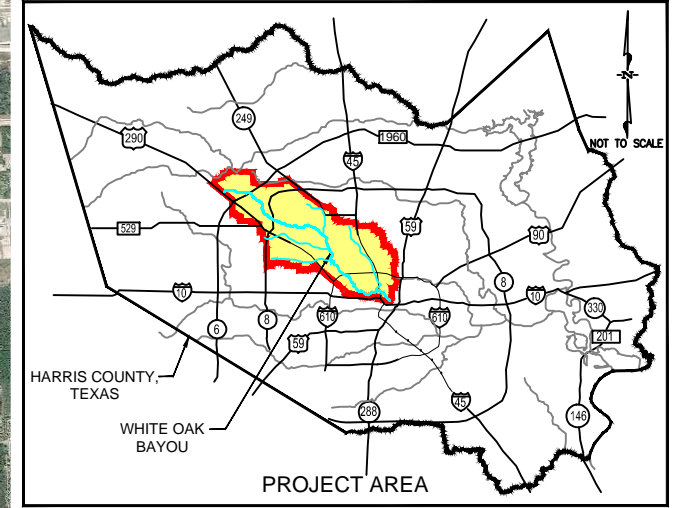 249
290
1960
45
N
NOT TO SCALE
59
529
90
10
8
10
330
6
8
610
610
59
201
HARRIS COUNTY,
TEXAS
WHITE OAK
BAYOU
288
45
146
PROJECT AREA